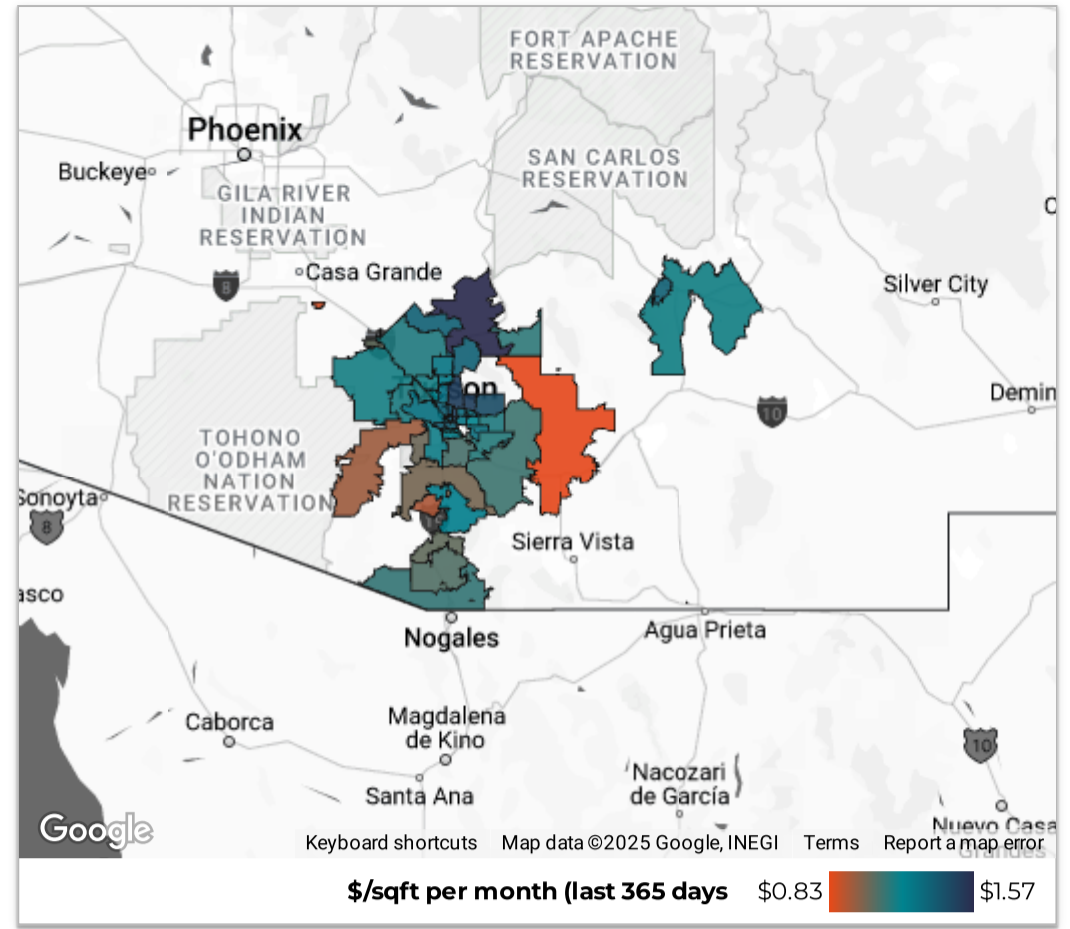 FORT APACHE
RESERVATION
Phoenix
Buckeye
SAN CARLOS
RESERVATION
GILA RIVER
INDIAN
RESERVATION
Casa Grande
8
Silver City
on
Demin
10
TOHONO
O'ODHAM
NATION
RESERVATION
Sonoyta
8
Sierra Vista
asco
Nogales
Agua Prieta
Caborca
Magdalena
de Kino
10
Santa Ana
Nacozari
de García
Nuevo Casa
Grandes
Google
Keyboard shortcuts Map data ©2025 Google, INEGI Terms Report a map error
$/sqft per month (last 365 days $0.83 $1.57